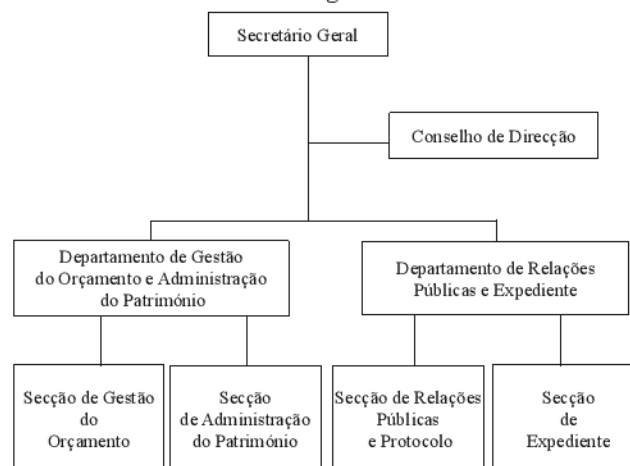 Secretário Geral
Conselho de Direcção
Departamento de Gestão
do Orçamento e Administração
do Património
Departamento de Relações
Públicas e Expediente
Secção de Gestão
do
Orçamento
Secção
de Administração
do Património
Secção de Relações
Públicas
e Protocolo
Secção
de
Expediente